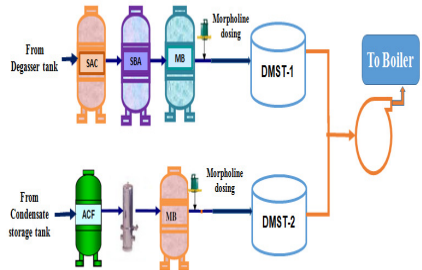 Morpholine
dosing
From
Degasser tank
SAC
SBA
MB
DMST-1
To Boiler
Morpholine
dosing
From
Condensate
storage tank
ACF
MB
DMST-2